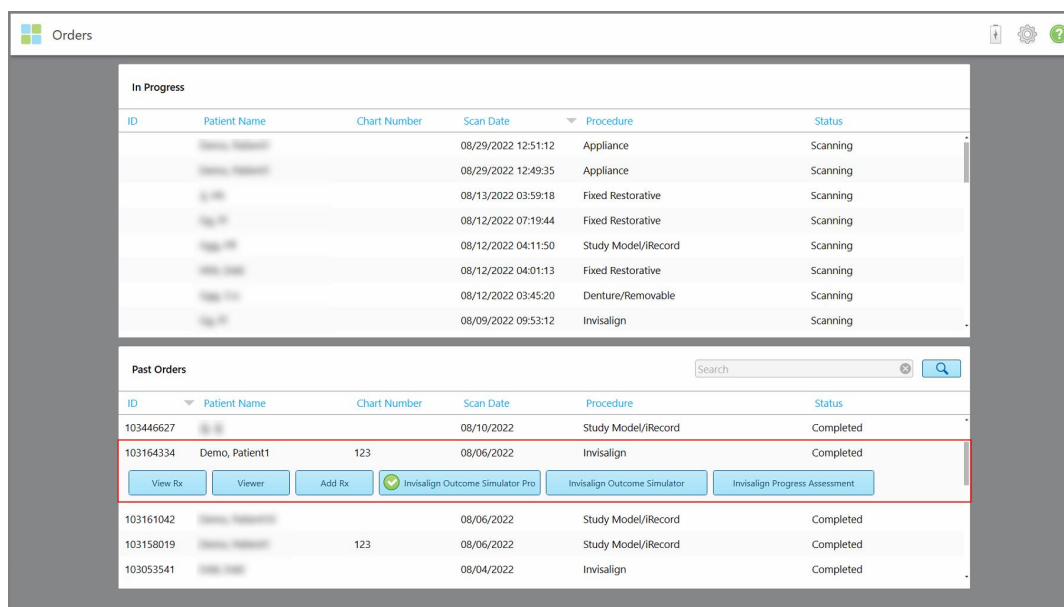 Orders
?
In Progress
ID Patient Name Chart Number Scan Date Procedure Status
08/29/2022 12:51:12 Appliance Scanning
08/29/2022 12:49:35 Appliance Scanning
08/13/2022 03:59:18 Fixed Restorative Scanning
08/12/2022 07:19:44 Fixed Restorative Scanning
08/12/2022 04:11:50 Study Model/iRecord Scanning
08/12/2022 04:01:13 Fixed Restorative Scanning
08/12/2022 03:45:20 Denture/Removable Scanning
08/09/2022 09:53:12 Invisalign Scanning
Past Orders Search
ID Patient Name Chart Number Scan Date Procedure Status
103446627 08/10/2022 Study Model/iRecord Completed
103164334 Demo, Patient1 123 08/06/2022 Invisalign Completed
View Rx Viewer Add Rx Invisalign Outcome Simulator Pro Invisalign Outcome Simulator Invisalign Progress Assessment
103161042 08/06/2022 Study Model/iRecord Completed
103158019 123 08/06/2022 Study Model/iRecord Completed
103053541 08/04/2022 Invisalign Completed